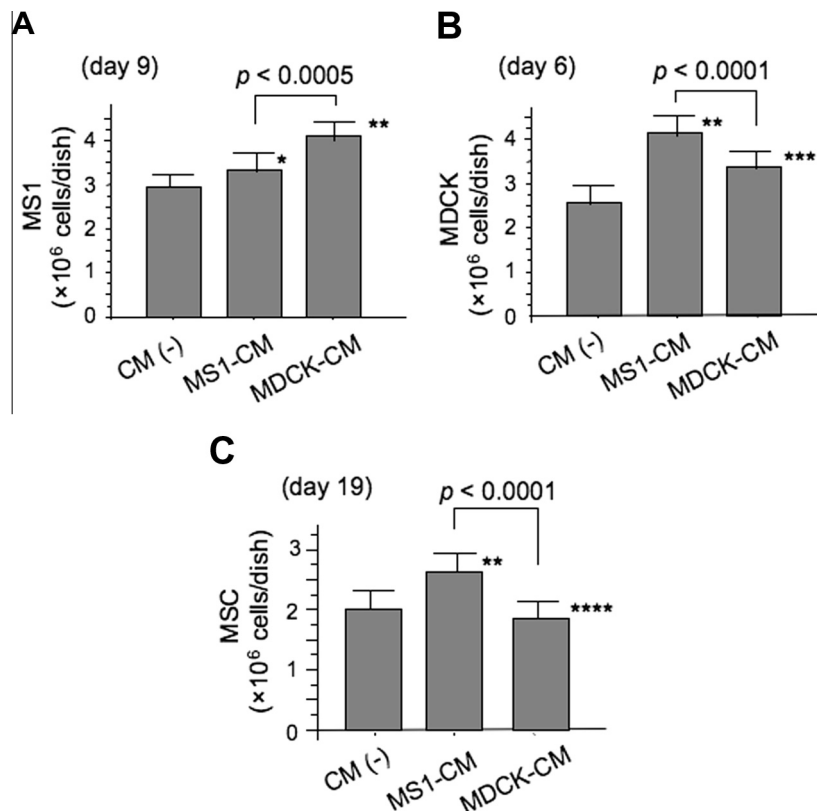 A
(day 9)
p < 0.0005
**
*
4
3
2
1
0
MS1
(×10⁶ cells/dish)
CM (-)
MS1-CM
MDCK-CM
B
(day 6)
p < 0.0001
**
***
4
3
2
1
0
MDCK
(×10⁶ cells/dish)
CM (-)
MS1-CM
MDCK-CM
C
(day 19)
p < 0.0001
**
****
3
2
1
0
MSC
(×10⁶ cells/dish)
CM (-)
MS1-CM
MDCK-CM